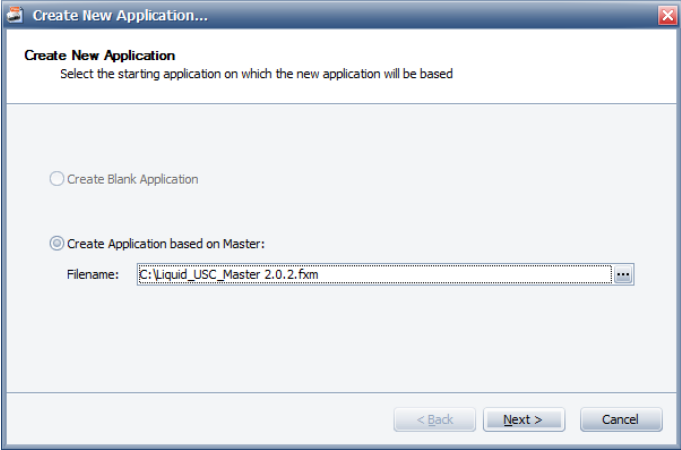 Create New Application...
Create New Application
Select the starting application on which the new application will be based
Create Blank Application
Create Application based on Master:
Filename: C:\Liquid_USC_Master 2.0.2.fxm ...
< Back Next > Cancel